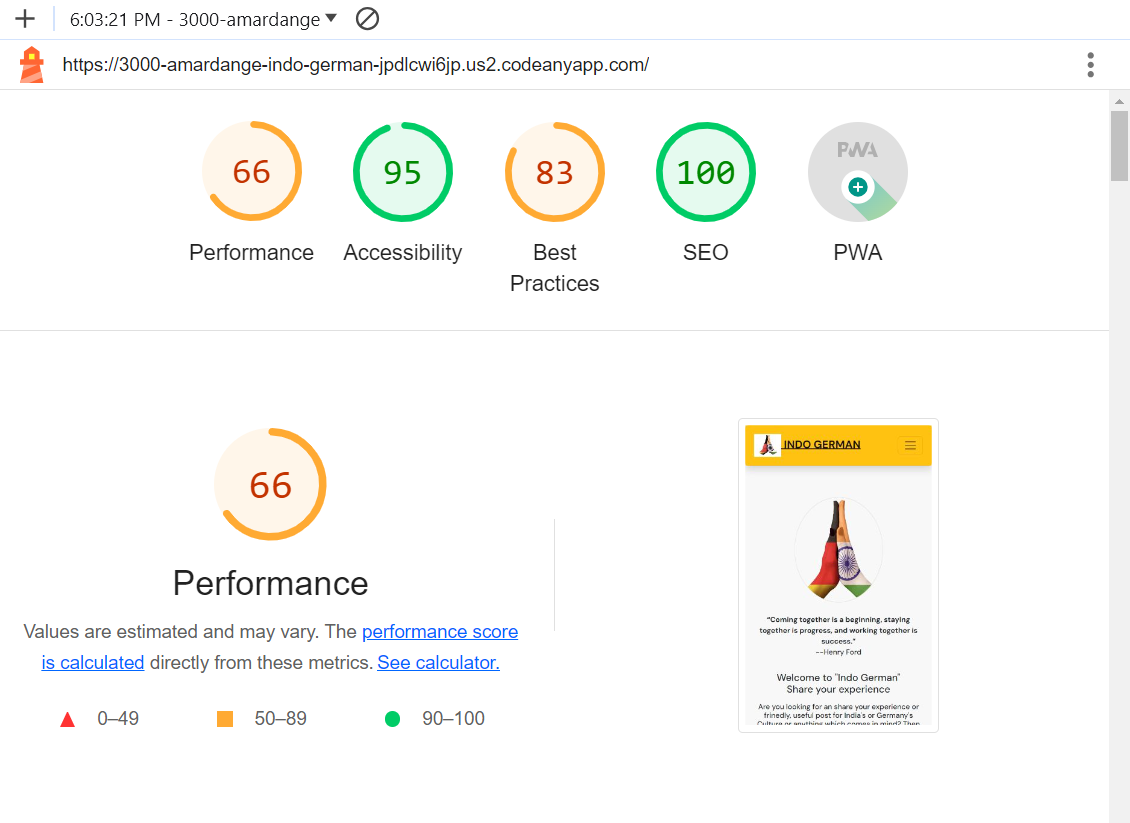 6:03:21 PM - 3000-amardange
https://3000-amardange-indo-german-jpdlcwi6jp.us2.codeanyapp.com/
66
95
83
100
PWA
Performance
Accessibility
Best
Practices
SEO
PWA
66
Performance
Values are estimated and may vary. The performance score
is calculated directly from these metrics. See calculator.
0–49
50–89
90–100
INDO GERMAN
"Coming together is a beginning, staying
together is progress, and working together is
success."
--Henry Ford
Welcome to "Indo German"
Share your experience
Are you looking for an share your experience or
frinedly, useful post for India's or Germany's
Culture or anything which comes in mind? Then